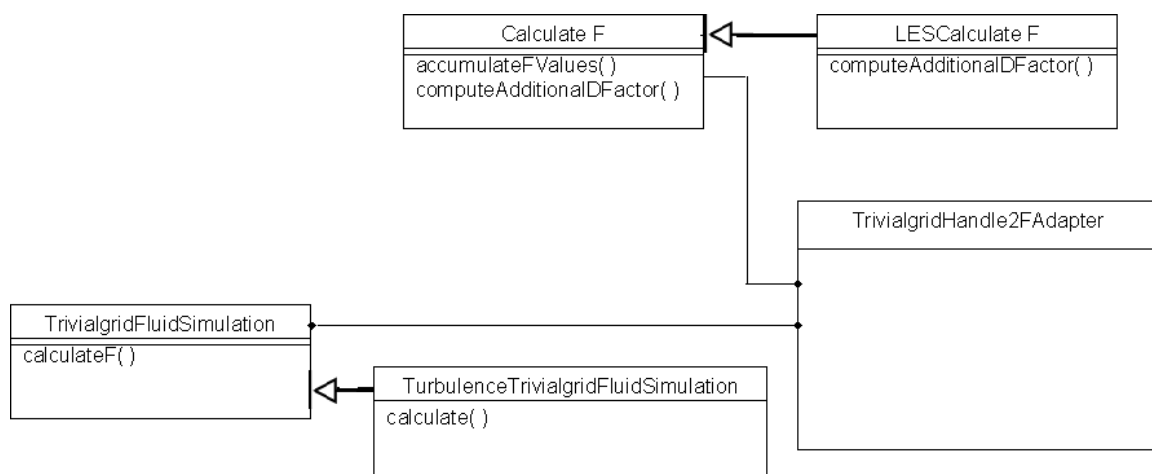 Calculate F
accumulateFValues( )
computeAdditionalDFactor( )
LESCalculate F
computeAdditionalDFactor( )
TrivialgridHandle2FAdapter
TrivialgridFluidSimulation
calculateF( )
TurbulenceTrivialgridFluidSimulation
calculate( )